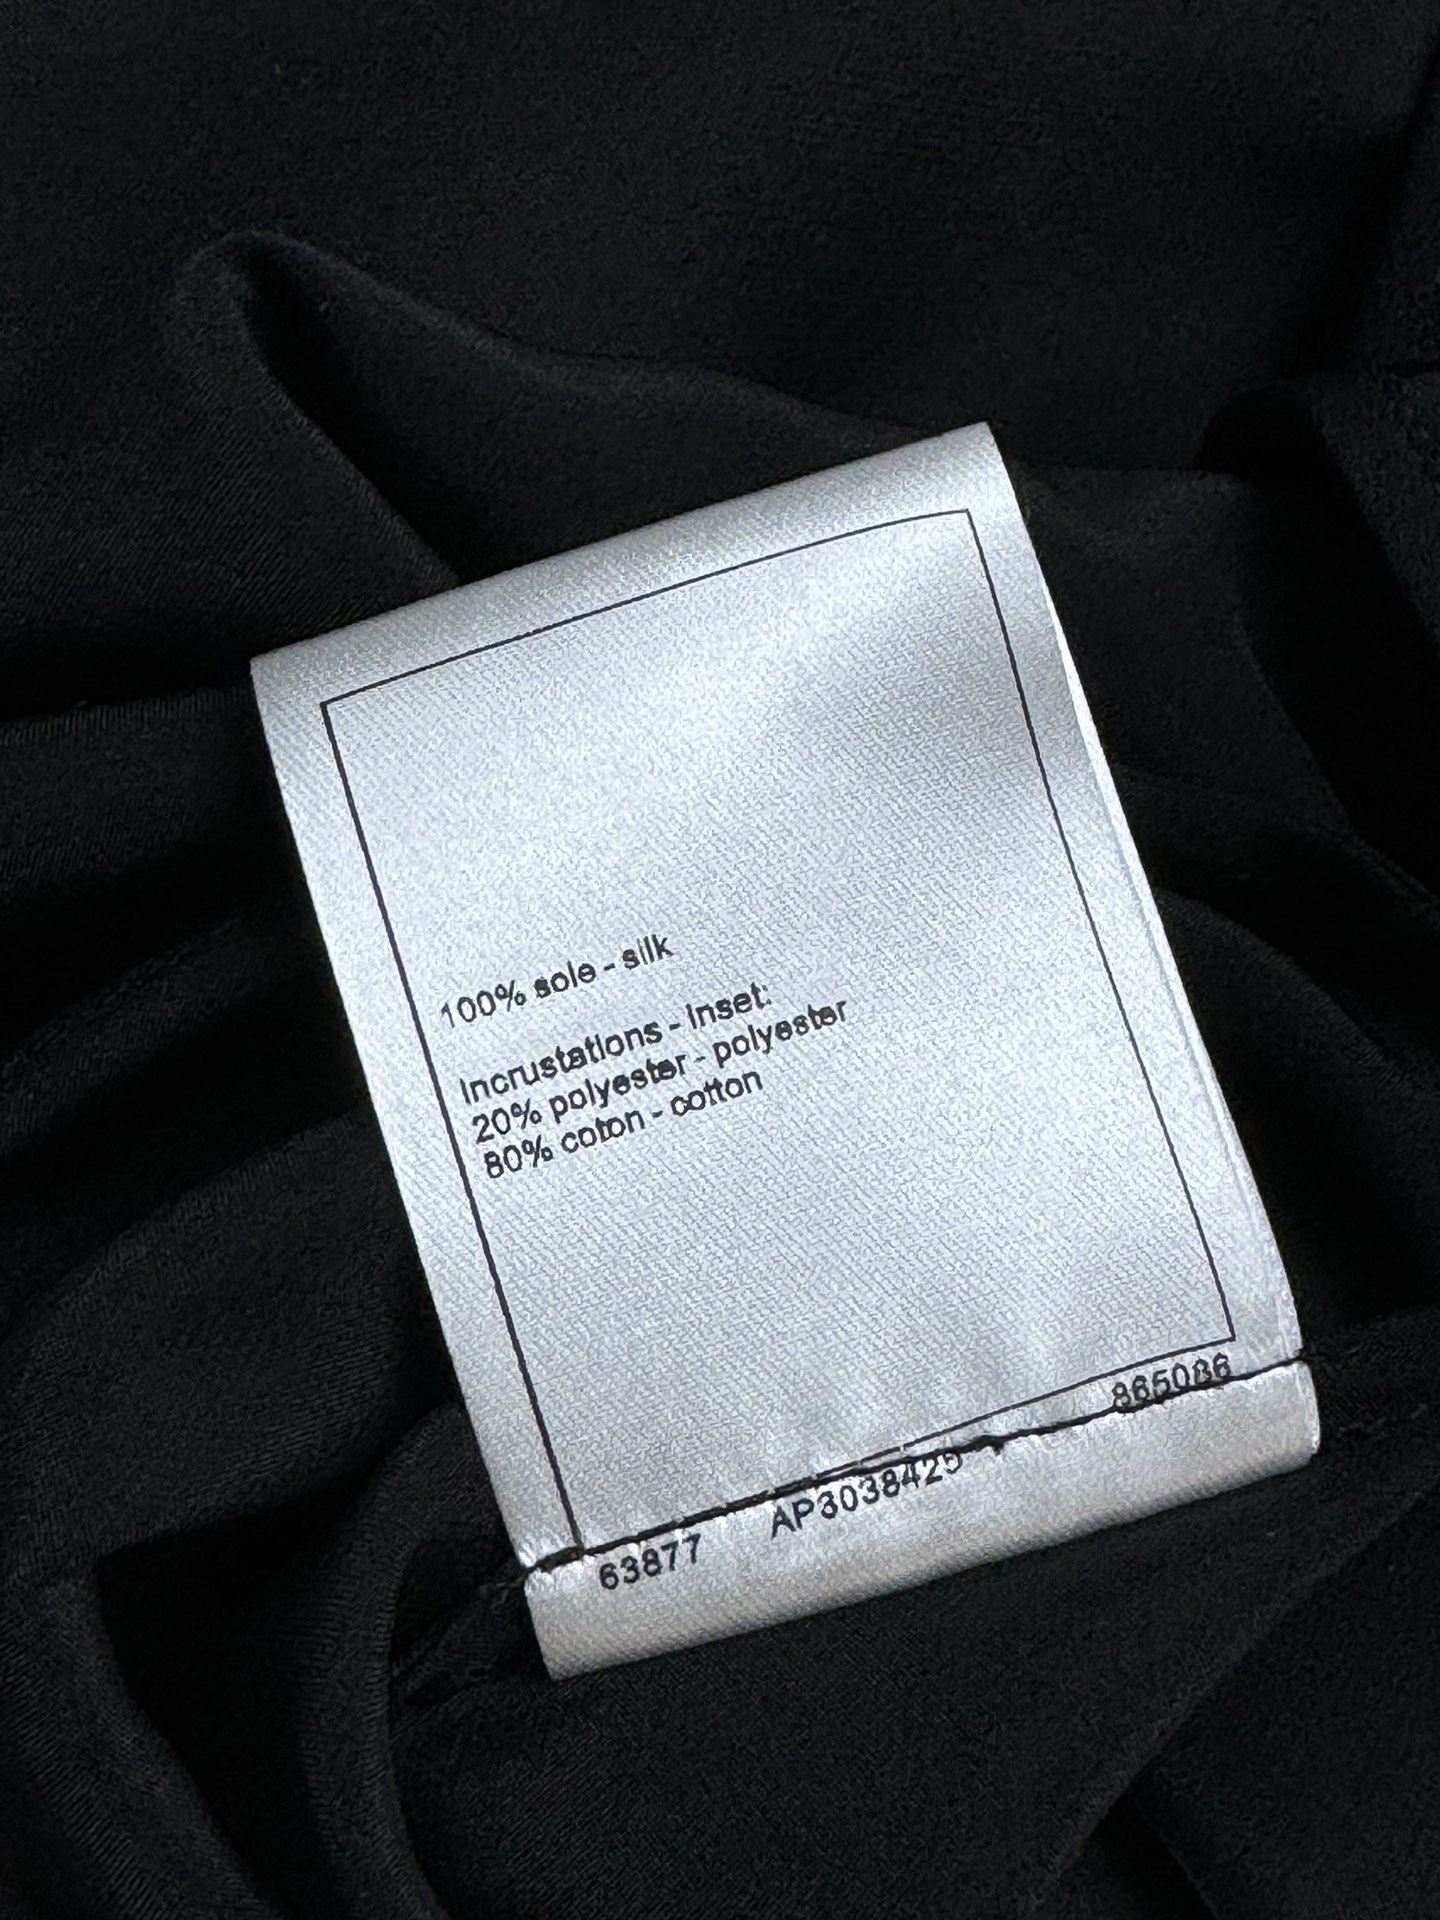 100% soie - silk
Incrustations - Inset:
20% polyester - polyester
80% coton - cotton
63877 AP3038425 865086